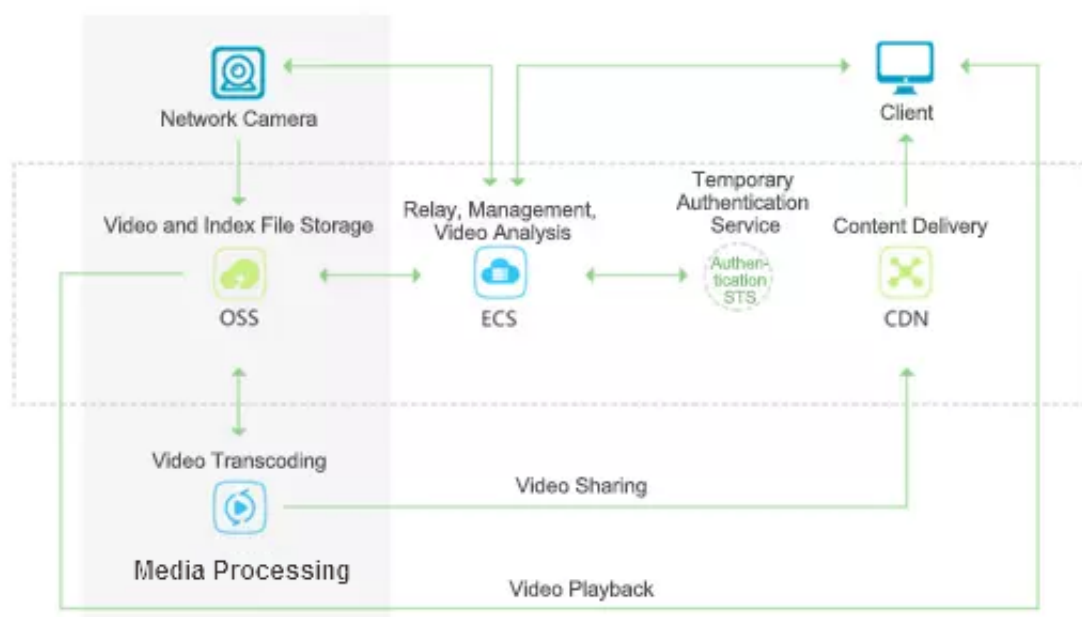 Network Camera
Client
Video and Index File Storage
Relay, Management,
Video Analysis
Temporary
Authentication
Service
Content Delivery
Authen-
tication
STS
OSS
ECS
CDN
Video Transcoding
Video Sharing
Media Processing
Video Playback